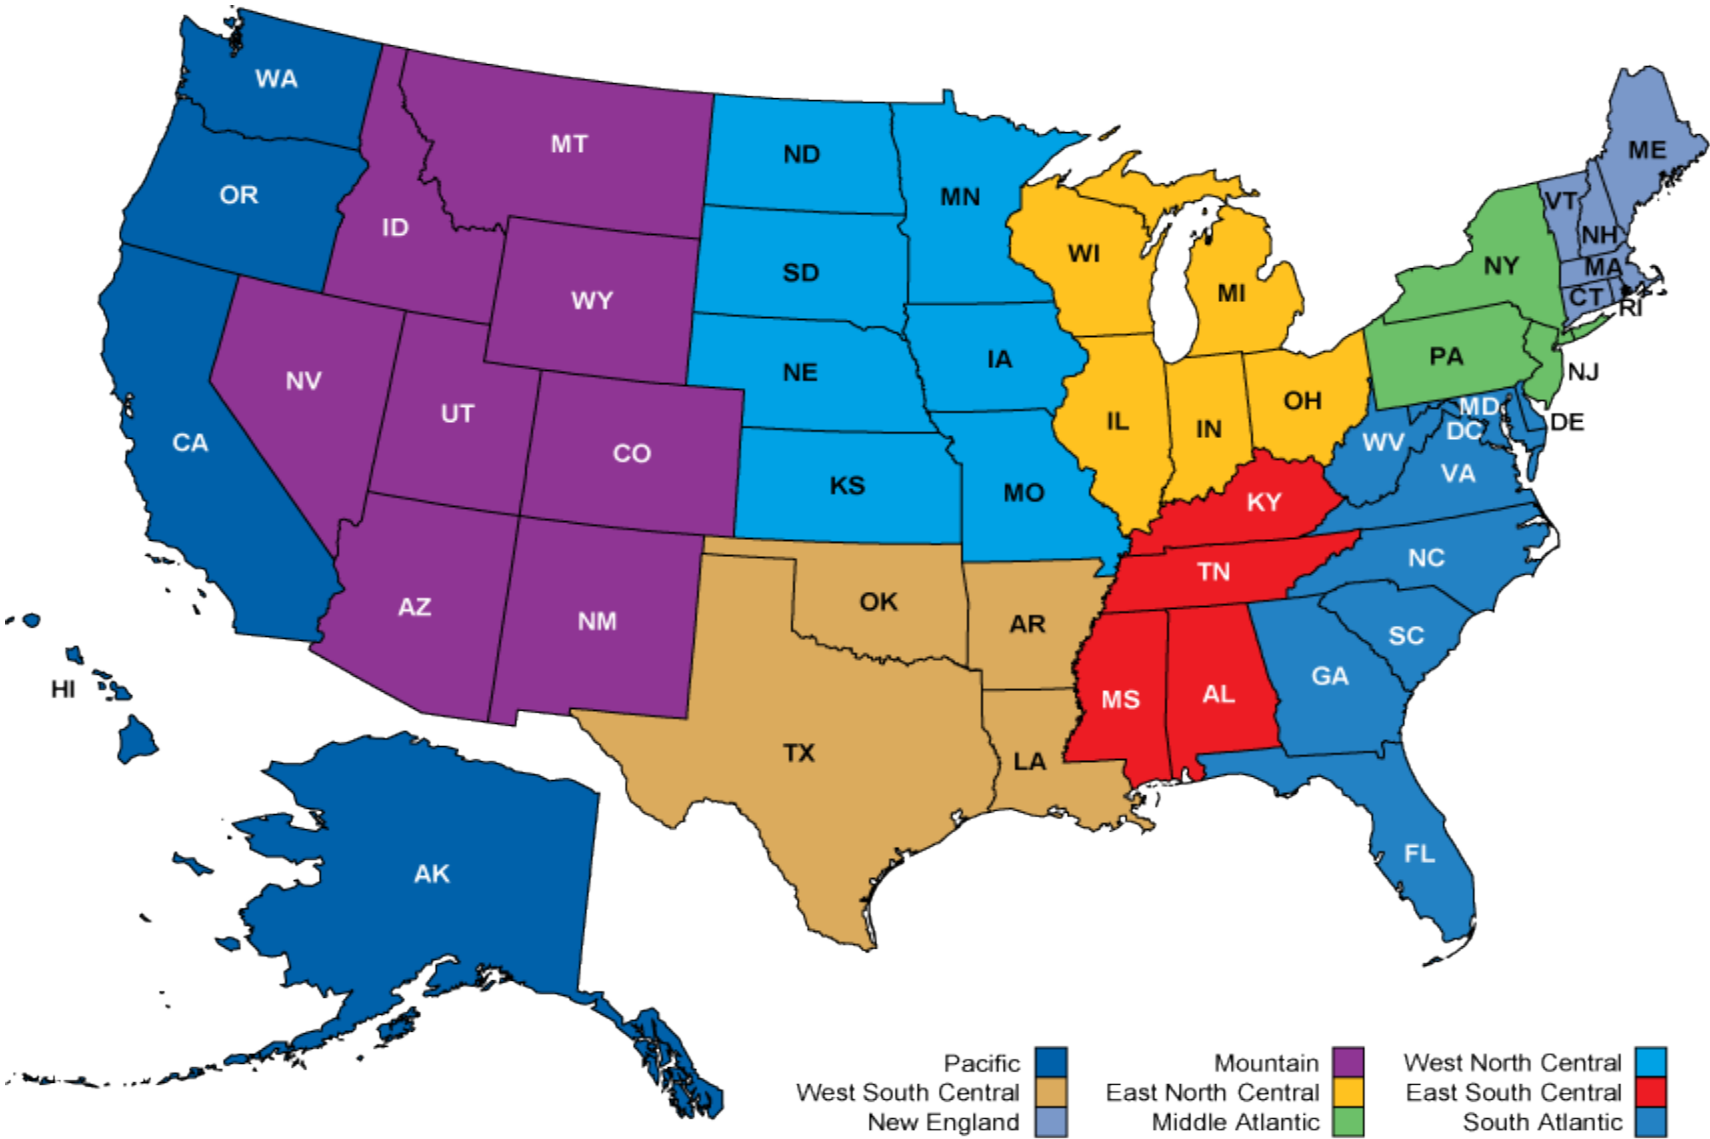 WA
MT
ND
MN
ME
OR
ID
VT
WI
NH
SD
NY
MA
WY
MI
CT
RI
NV
NE
IA
PA
NJ
UT
IL
IN
OH
MD
DE
CA
CO
WV
DC
KS
MO
VA
KY
NC
TN
AZ
NM
OK
AR
SC
HI
MS
AL
GA
TX
LA
FL
AK
Pacific
Mountain
West North Central
West South Central
East North Central
East South Central
New England
Middle Atlantic
South Atlantic